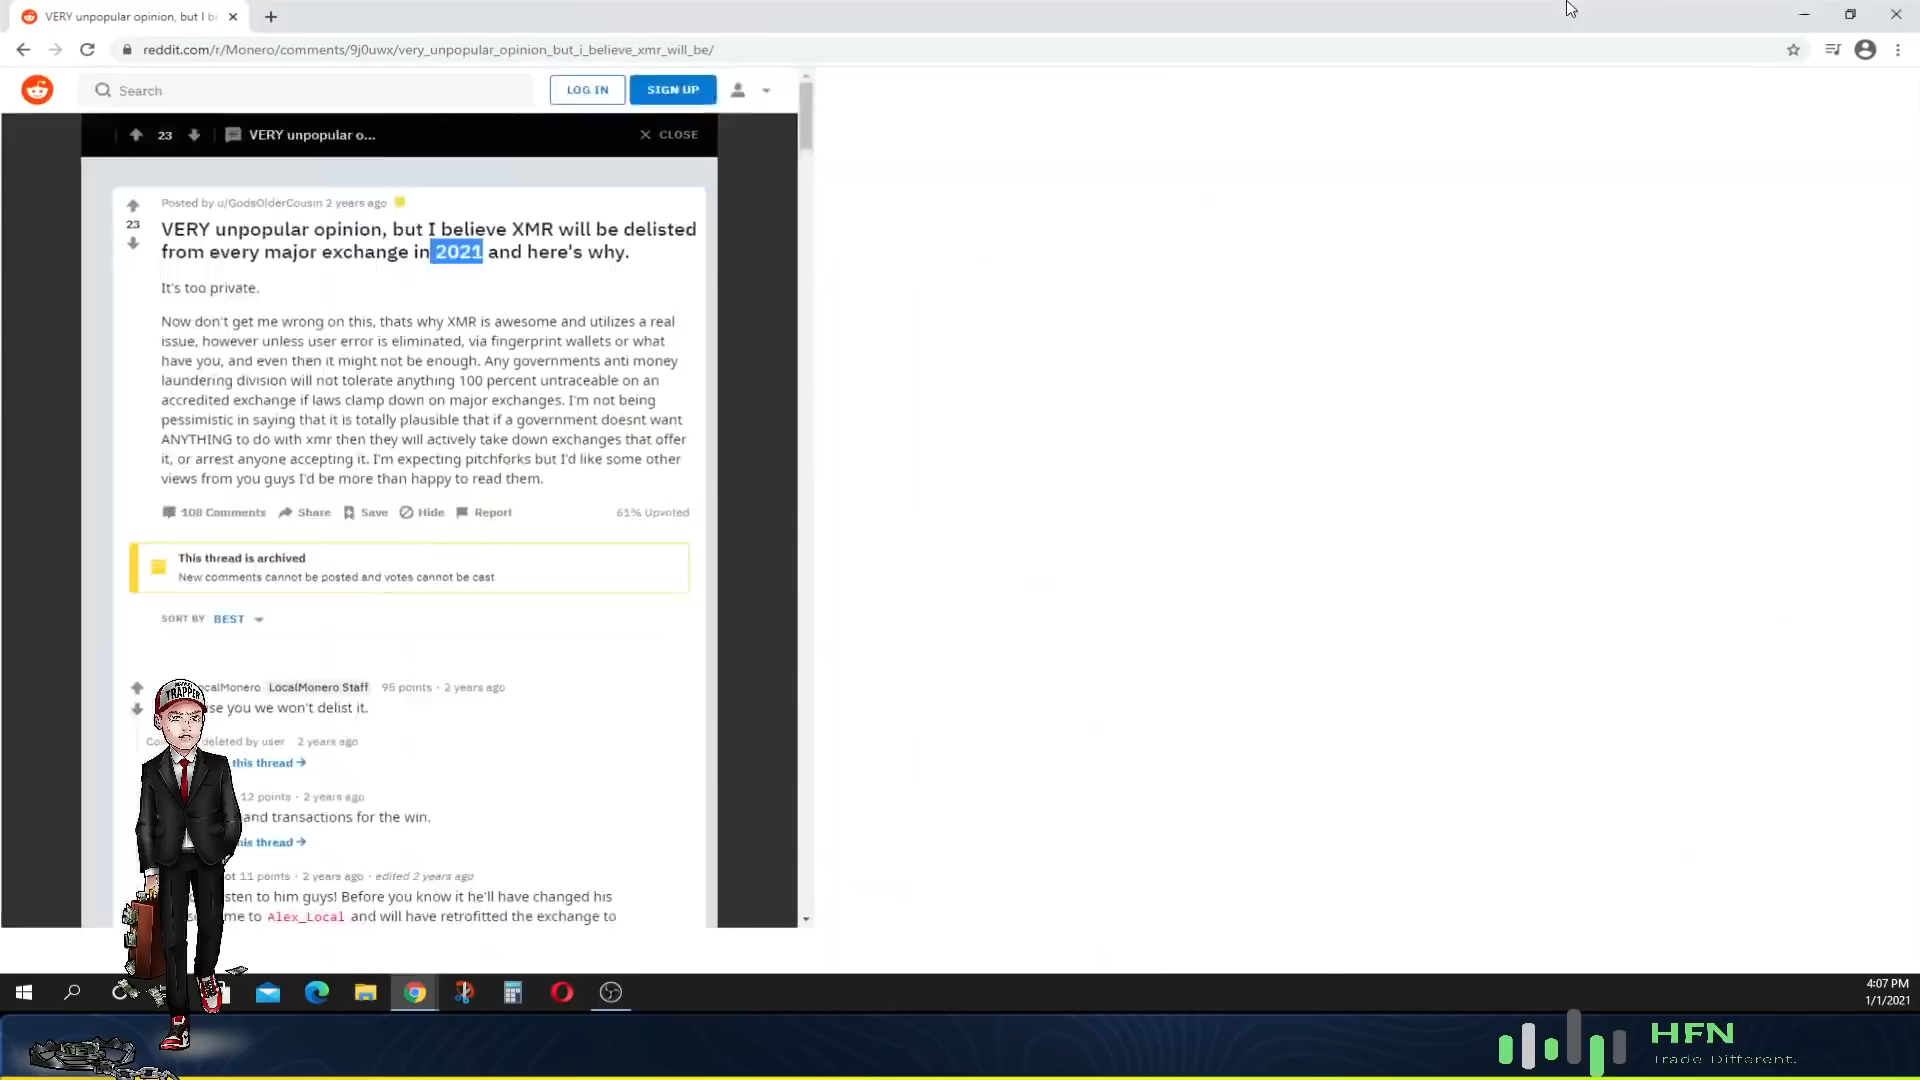 VERY unpopular opinion, but I b
reddit.com/r/Monero/comments/9j0uwx/very_unpopular_opinion_but_i_believe_xmr_will_be/
Search
LOG IN
SIGN UP
23
VERY unpopular o...
CLOSE
Posted by u/GodsOlderCousin 2 years ago
23
VERY unpopular opinion, but I believe XMR will be delisted
from every major exchange in 2021 and here's why.
It's too private.
Now don't get me wrong on this, thats why XMR is awesome and utilizes a real
issue, however unless user error is eliminated, via fingerprint wallets or what
have you, and even then it might not be enough. Any governments anti money
laundering division will not tolerate anything 100 percent untraceable on an
accredited exchange if laws clamp down on major exchanges. I'm not being
pessimistic in saying that it is totally plausible that if a government doesnt want
ANYTHING to do with xmr then they will actively take down exchanges that offer
it, or arrest anyone accepting it. I'm expecting pitchforks but I'd like some other
views from you guys I'd be more than happy to read them.
108 Comments Share Save Hide Report 61% Upvoted
This thread is archived
New comments cannot be posted and votes cannot be cast
SORT BY BEST
calMonero LocalMonero Staff 95 points · 2 years ago
se you we won't delist it.
deleted by user 2 years ago
this thread →
12 points · 2 years ago
and transactions for the win.
his thread →
ot 11 points · 2 years ago · edited 2 years ago
sten to him guys! Before you know it he'll have changed his
me to Alex_Local and will have retrofitted the exchange to
TRAPPER
4:07 PM
1/1/2021
HFN
Trade Different.